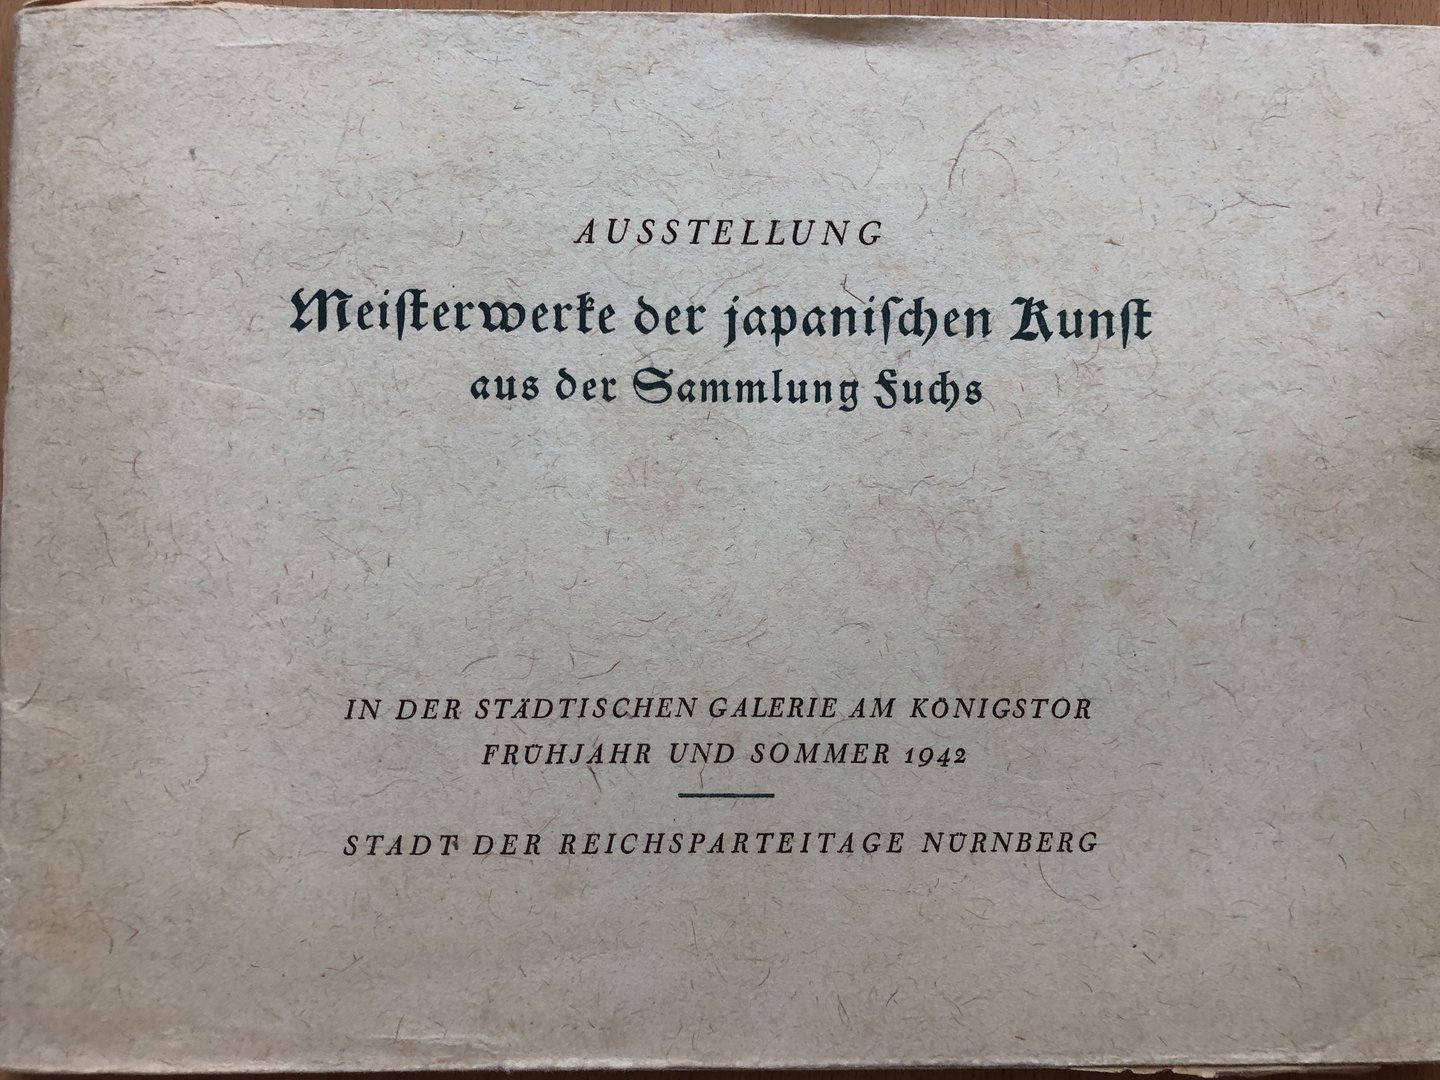 AUSSTELLUNG
Meisterwerke der japanischen Kunst
aus der Sammlung Fuchs
IN DER STÄDTISCHEN GALERIE AM KÖNIGSTOR
FRÜHJAHR UND SOMMER 1942
STADT DER REICHSPARTEITAGE NÜRNBERG